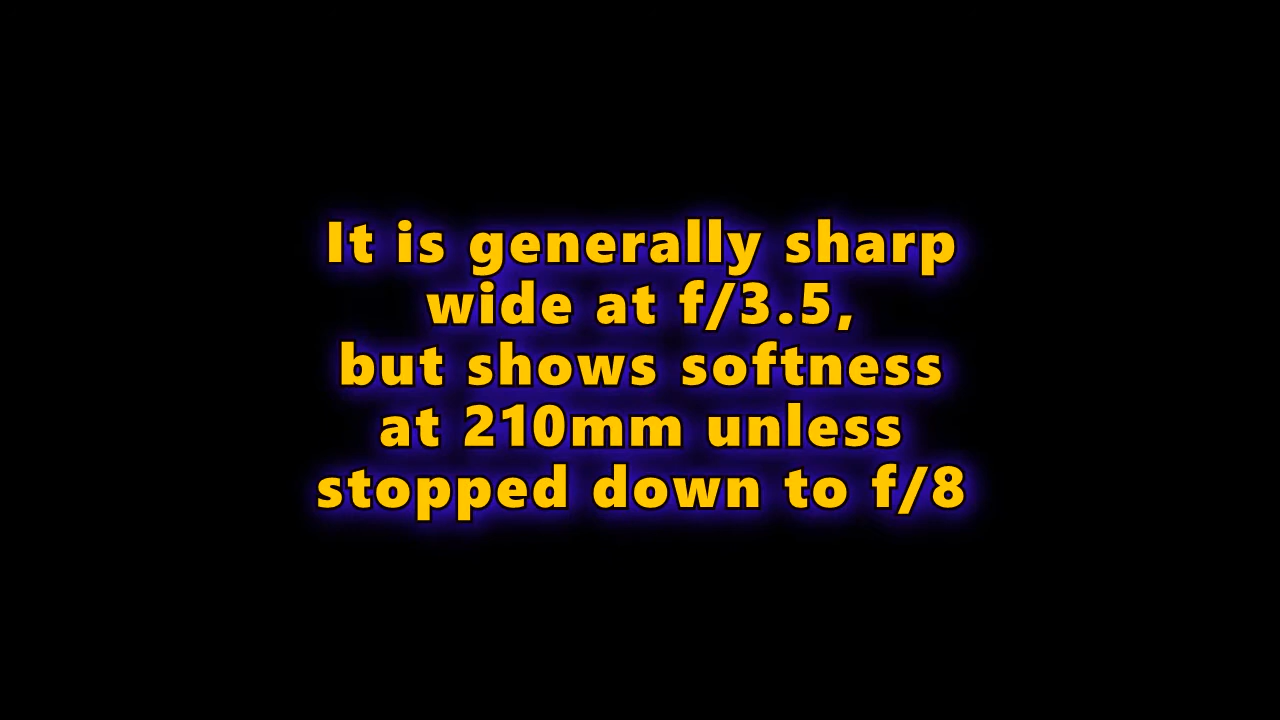 It is generally sharp
wide at f/3.5,
but shows softness
at 210mm unless
stopped down to f/8